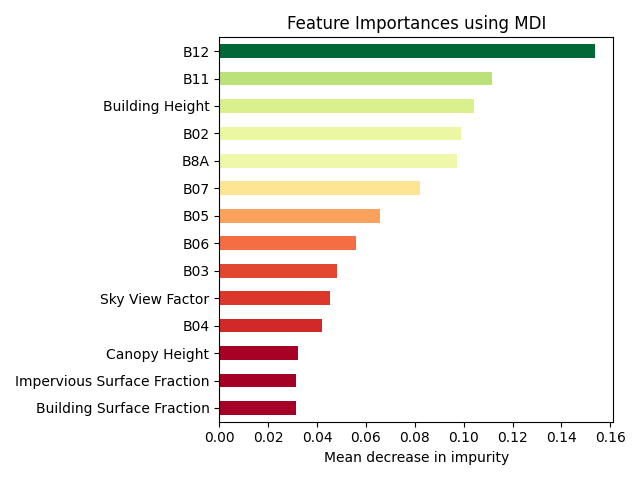 Feature Importances using MDI
B12
B11
Building Height
B02
B8A
B07
B05
B06
B03
Sky View Factor
B04
Canopy Height
Impervious Surface Fraction
Building Surface Fraction
0.00 0.02 0.04 0.06 0.08 0.10 0.12 0.14 0.16
Mean decrease in impurity